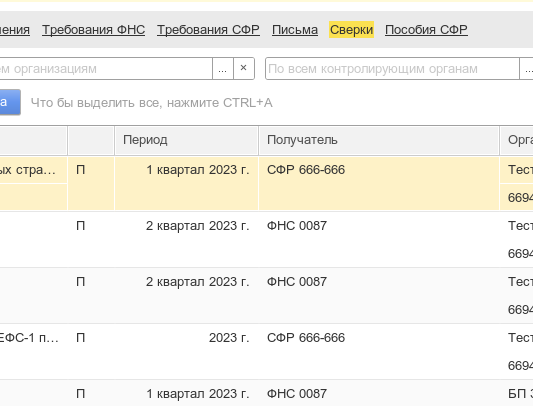 ления Требования ФНС Требования СФР Письма Сверки Пособия СФР
ем организациям ... × По всем контролирующим органам ...
а Что бы выделить все, нажмите CTRL+A
Период Получатель Орга
ых стра... П 1 квартал 2023 г. СФР 666-666 Тест
6694
П 2 квартал 2023 г. ФНС 0087 Тест
6694
П 2 квартал 2023 г. ФНС 0087 Тест
6694
ЕФС-1 п... П 2023 г. СФР 666-666 Тест
6694
П 1 квартал 2023 г. ФНС 0087 БП З